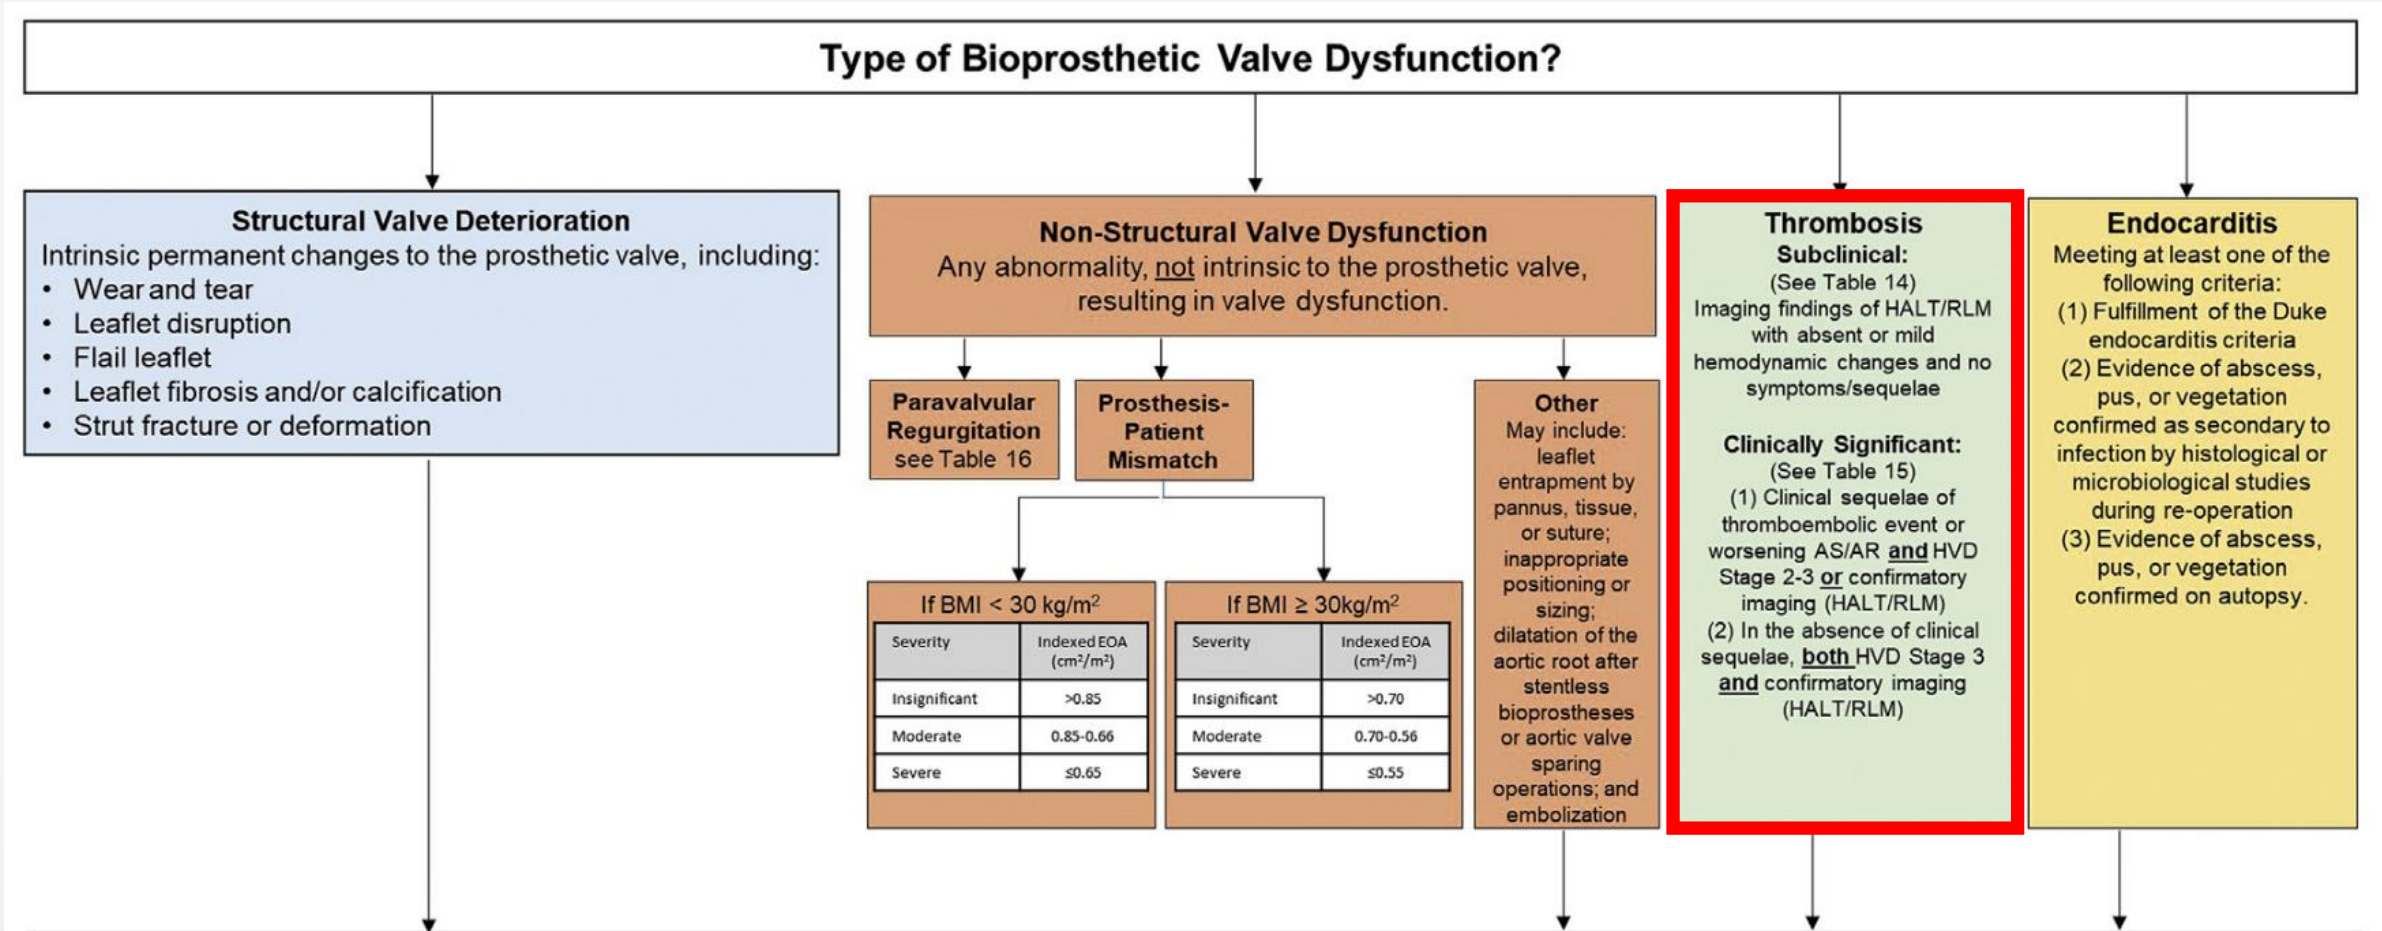 Type of Bioprosthetic Valve Dysfunction?
Structural Valve Deterioration
Intrinsic permanent changes to the prosthetic valve, including:
• Wear and tear
• Leaflet disruption
• Flail leaflet
• Leaflet fibrosis and/or calcification
• Strut fracture or deformation
Non-Structural Valve Dysfunction
Any abnormality, not intrinsic to the prosthetic valve,
resulting in valve dysfunction.
Paravalvular
Regurgitation
see Table 16
Prosthesis-
Patient
Mismatch
If BMI < 30 kg/m²
Severity Indexed EOA
(cm²/m²)
Insignificant >0.85
Moderate 0.85-0.66
Severe ≤0.65
If BMI ≥ 30kg/m²
Severity Indexed EOA
(cm²/m²)
Insignificant >0.70
Moderate 0.70-0.56
Severe ≤0.55
Other
May include:
leaflet
entrapment by
pannus, tissue,
or suture;
inappropriate
positioning or
sizing;
dilatation of the
aortic root after
stentless
bioprostheses
or aortic valve
sparing
operations; and
embolization
Thrombosis
Subclinical:
(See Table 14)
Imaging findings of HALT/RLM
with absent or mild
hemodynamic changes and no
symptoms/sequelae
Clinically Significant:
(See Table 15)
(1) Clinical sequelae of
thromboembolic event or
worsening AS/AR and HVD
Stage 2-3 or confirmatory
imaging (HALT/RLM)
(2) In the absence of clinical
sequelae, both HVD Stage 3
and confirmatory imaging
(HALT/RLM)
Endocarditis
Meeting at least one of the
following criteria:
(1) Fulfillment of the Duke
endocarditis criteria
(2) Evidence of abscess,
pus, or vegetation
confirmed as secondary to
infection by histological or
microbiological studies
during re-operation
(3) Evidence of abscess,
pus, or vegetation
confirmed on autopsy.